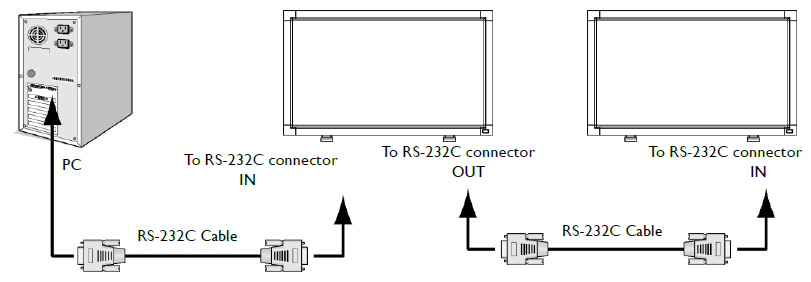 PC
To RS-232C connector
IN
To RS-232C connector
OUT
To RS-232C connector
IN
RS-232C Cable
RS-232C Cable